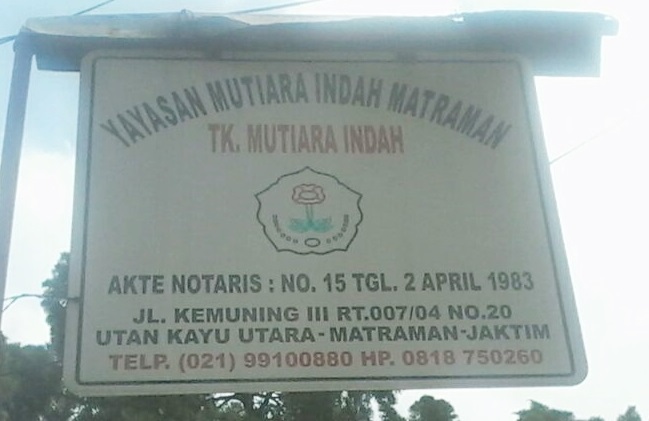 YAYASAN MUTIARA INDAH MATRAMAN
TK. MUTIARA INDAH
AKTE NOTARIS : NO. 15 TGL. 2 APRIL 1983
JL. KEMUNING III RT.007/04 NO.20
UTAN KAYU UTARA - MATRAMAN-JAKTIM
TELP. (021) 99100880 HP. 0818 750260